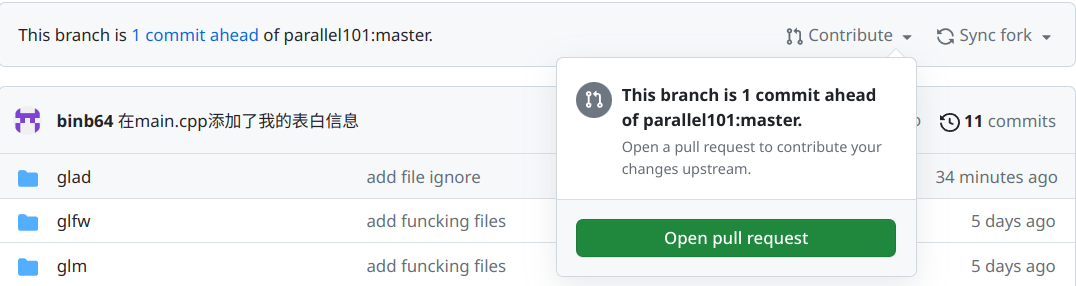 This branch is 1 commit ahead of parallel101:master.
Contribute
Sync fork
This branch is 1 commit ahead
of parallel101:master.
Open a pull request to contribute your
changes upstream.
Open pull request
binb64 在main.cpp添加了我的表白信息
11 commits
glad add file ignore 34 minutes ago
glfw add funcking files 5 days ago
glm add funcking files 5 days ago